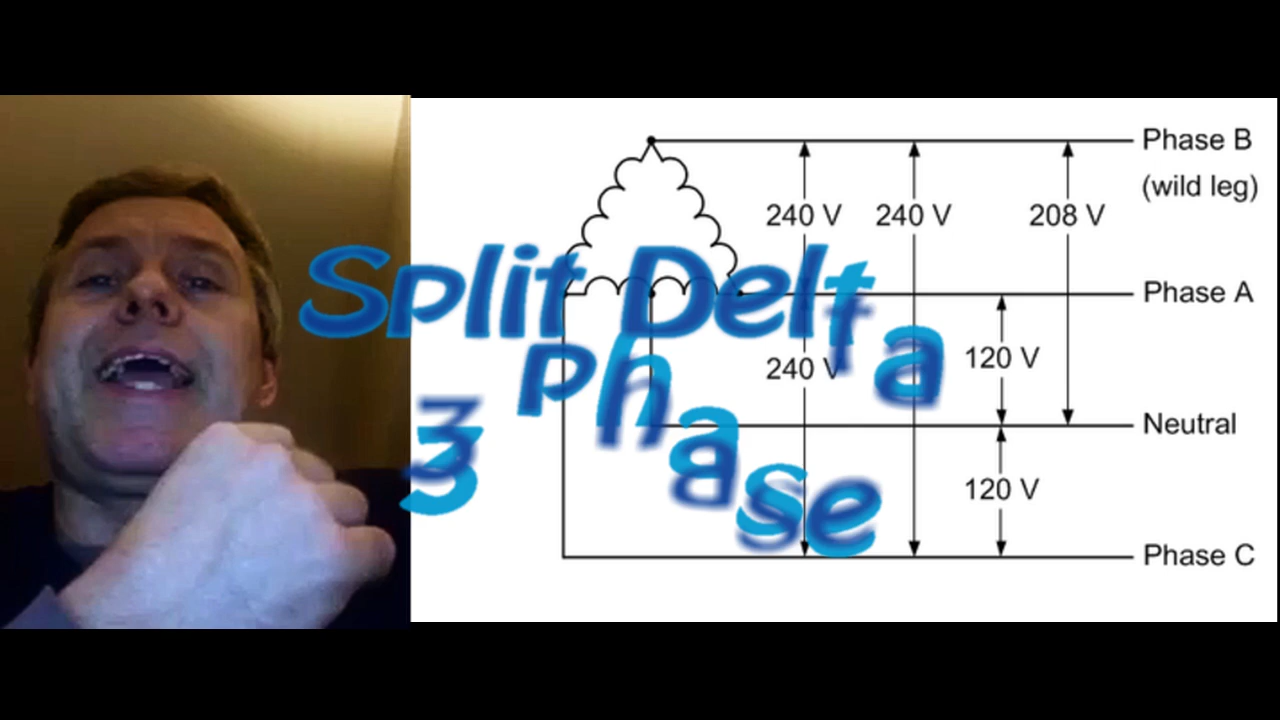 Phase B
(wild leg)
240 V 240 V 208 V
Split Delta
Phase A
3 Phase
240 V 120 V
Neutral
120 V
Phase C